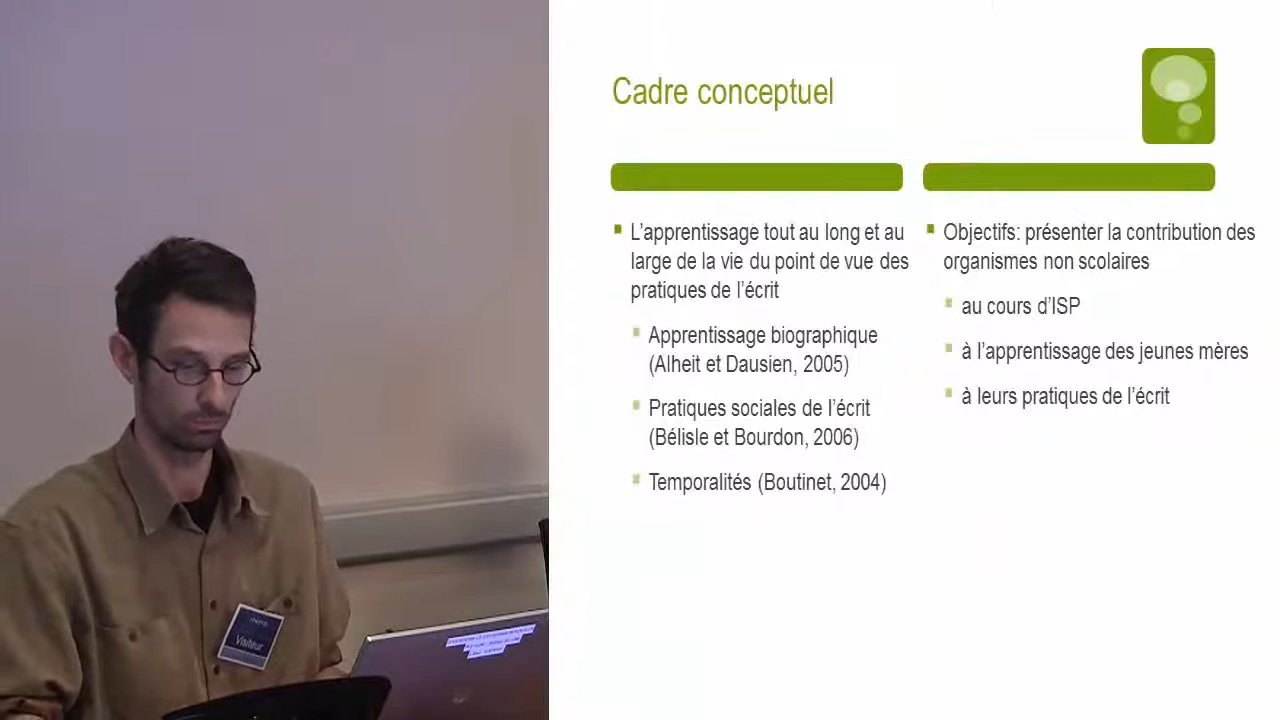 Cadre conceptuel
L'apprentissage tout au long et au
large de la vie du point de vue des
pratiques de l'écrit
Apprentissage biographique
(Alheit et Dausien, 2005)
Pratiques sociales de l'écrit
(Bélisle et Bourdon, 2006)
Temporalités (Boutinet, 2004)
Objectifs: présenter la contribution des
organismes non scolaires
au cours d'ISP
à l'apprentissage des jeunes mères
à leurs pratiques de l'écrit
Visiteur